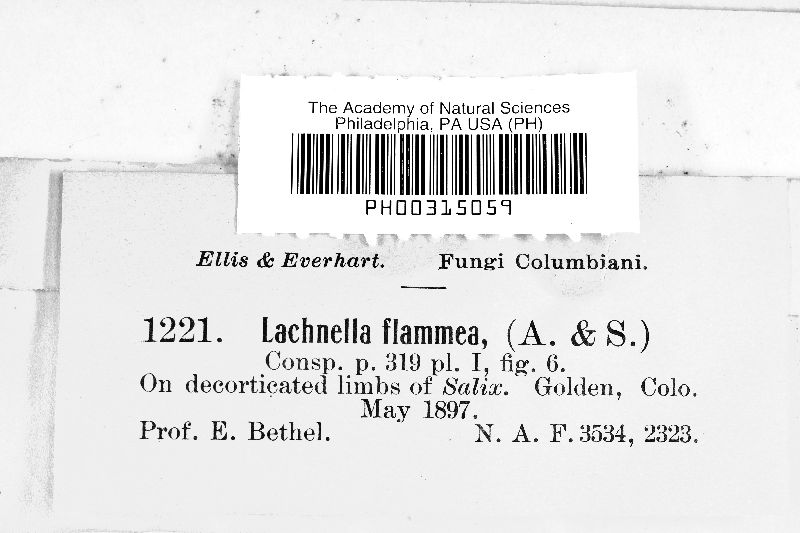 The Academy of Natural Sciences
Philadelphia, PA USA (PH)
PH00315059
Ellis & Everhart. Fungi Columbiani.
1221. Lachnella flammea, (A. & S.)
Consp. p. 319 pl. I, fig. 6.
On decorticated limbs of Salix. Golden, Colo.
May 1897.
Prof. E. Bethel. N. A. F. 3534, 2323.